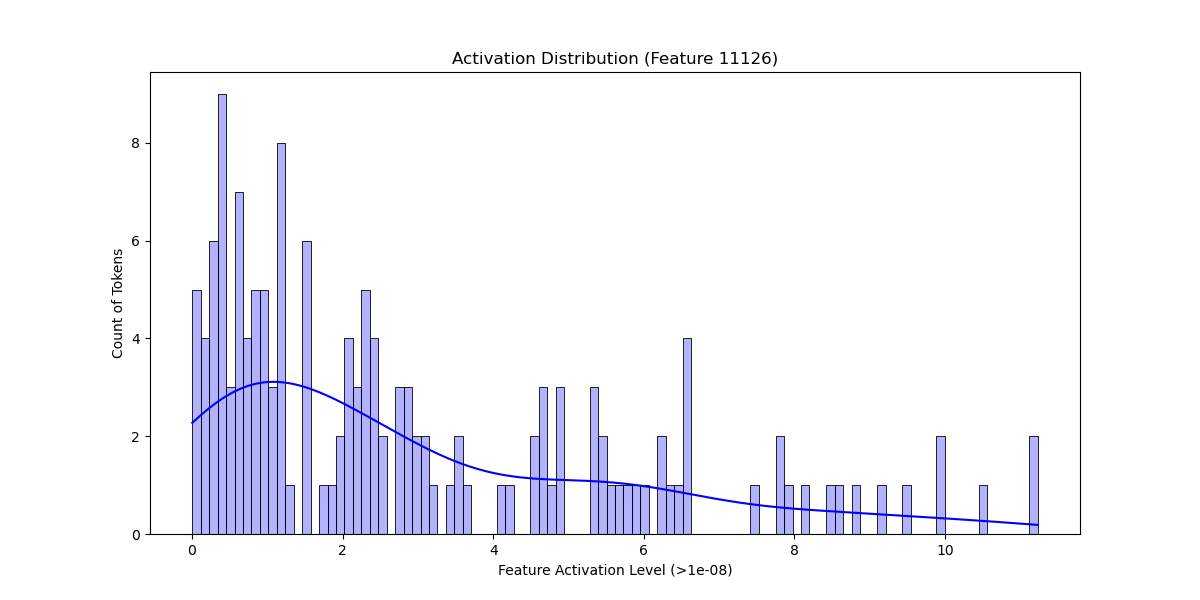 Activation Distribution (Feature 11126)
Count of Tokens
8
6
4
2
0
0 2 4 6 8 10
Feature Activation Level (>1e-08)